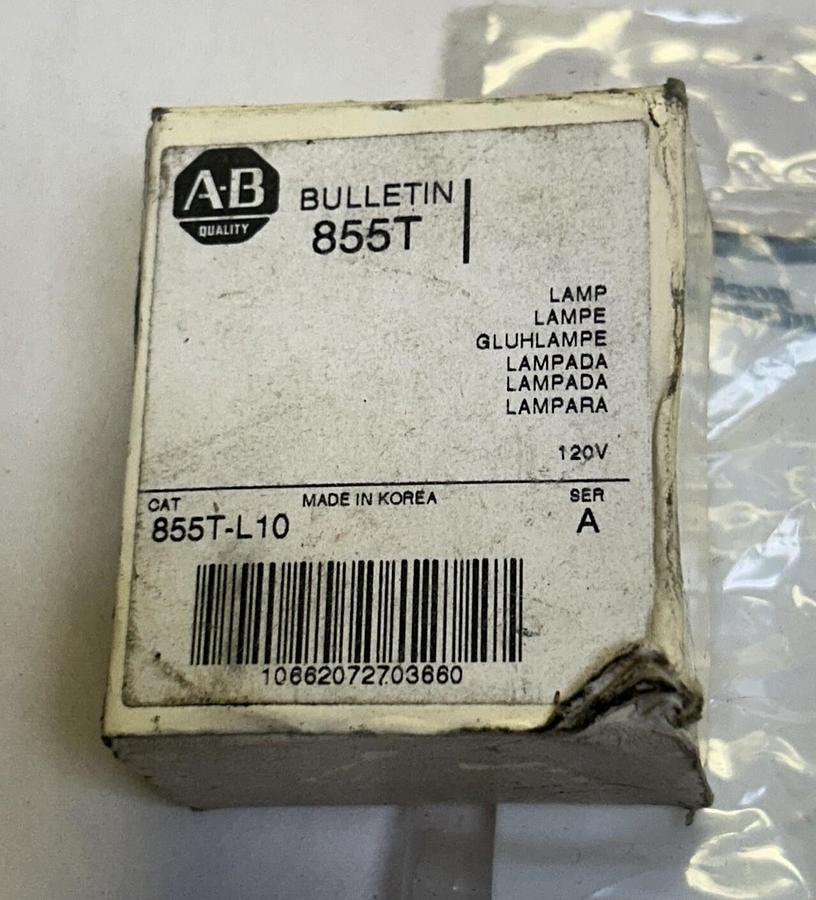 A·B
QUALITY
BULLETIN
855T
LAMP
LAMPE
GLUHLAMPE
LAMPADA
LAMPADA
LAMPARA
120V
CAT
MADE IN KOREA
SER
855T-L10
A
10662072703660